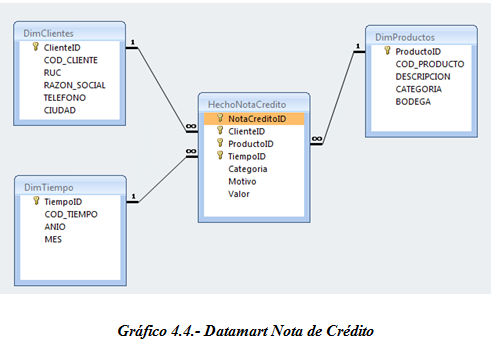 DimClientes
ClienteID
COD_CLIENTE
RUC
RAZON_SOCIAL
TELEFONO
CIUDAD
1
∞
HechoNotaCredito
NotaCreditoID
ClienteID
ProductoID
TiempoID
Categoria
Motivo
Valor
∞
1
DimProductos
ProductoID
COD_PRODUCTO
DESCRIPCION
CATEGORIA
BODEGA
DimTiempo
TiempoID
COD_TIEMPO
ANIO
MES
1
∞
Gráfico 4.4.- Datamart Nota de Crédito